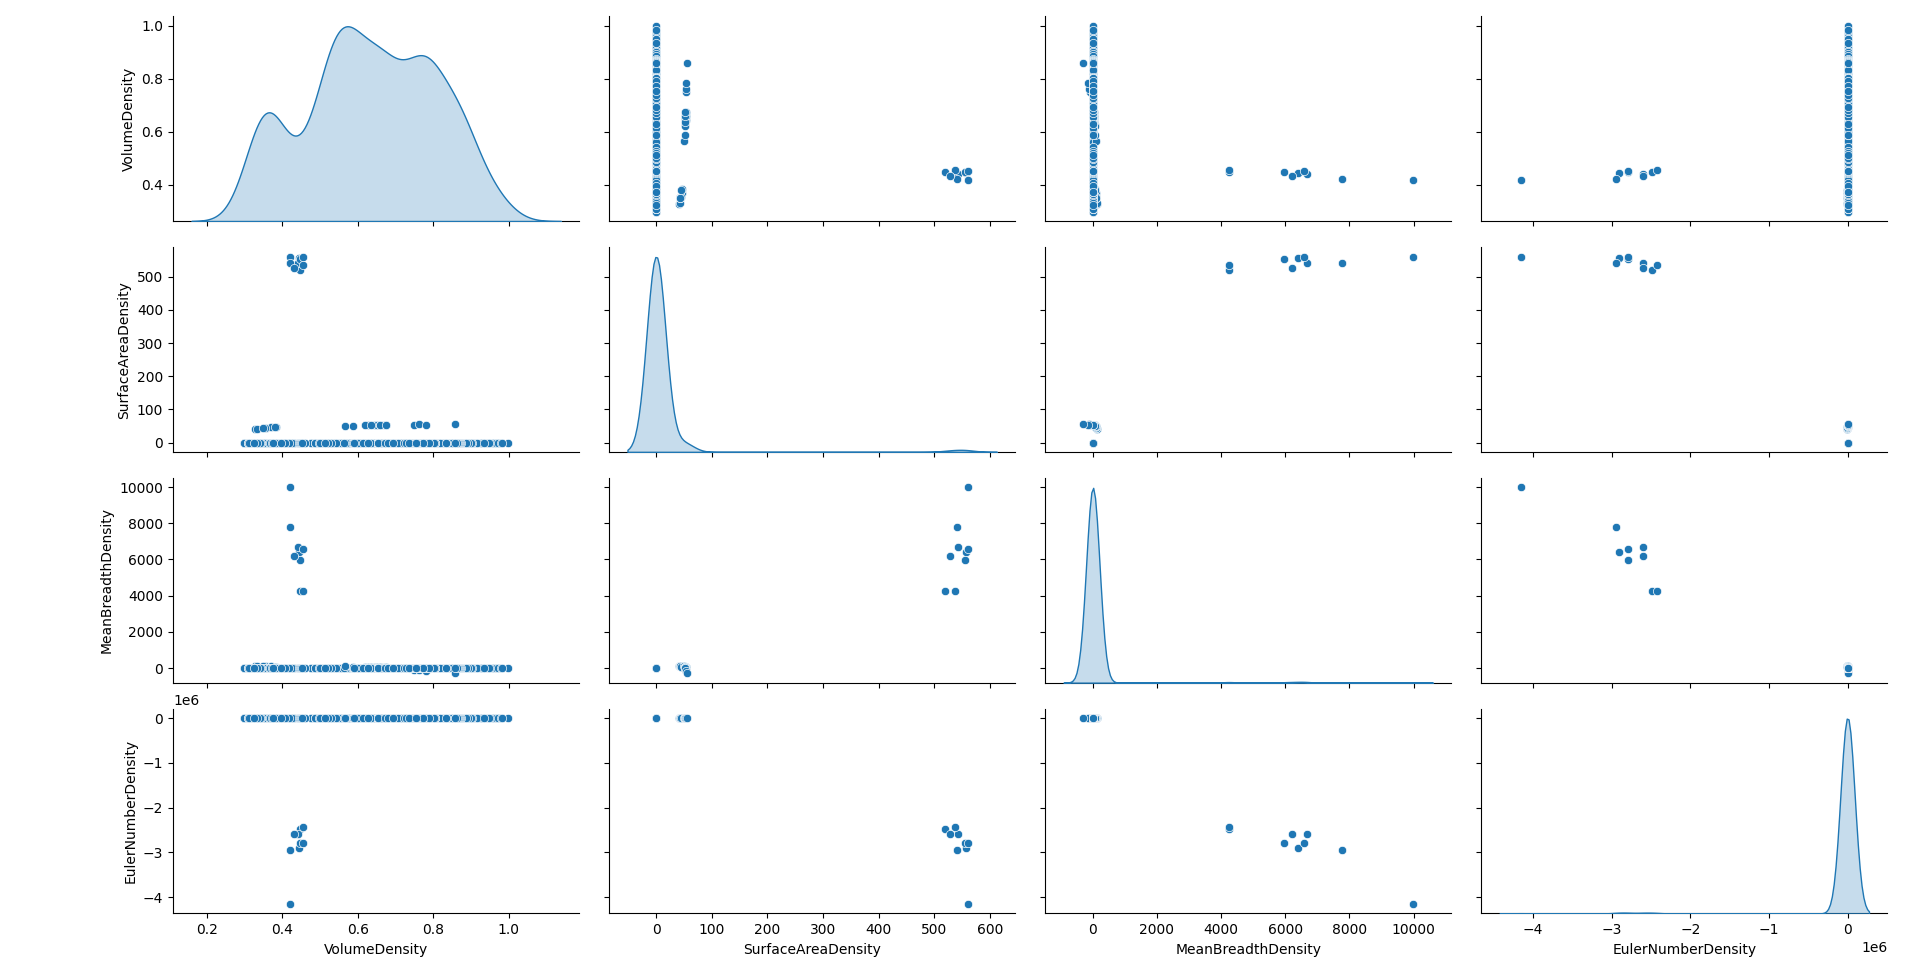 1.0
0.8
0.6
0.4
VolumeDensity
500
400
300
200
100
0
SurfaceAreaDensity
10000
8000
6000
4000
2000
0
MeanBreadthDensity
1e6
0
−1
−2
−3
−4
EulerNumberDensity
0.2 0.4 0.6 0.8 1.0
VolumeDensity
0 100 200 300 400 500 600
SurfaceAreaDensity
0 2000 4000 6000 8000 10000
MeanBreadthDensity
−4 −3 −2 −1 0
1e6
EulerNumberDensity